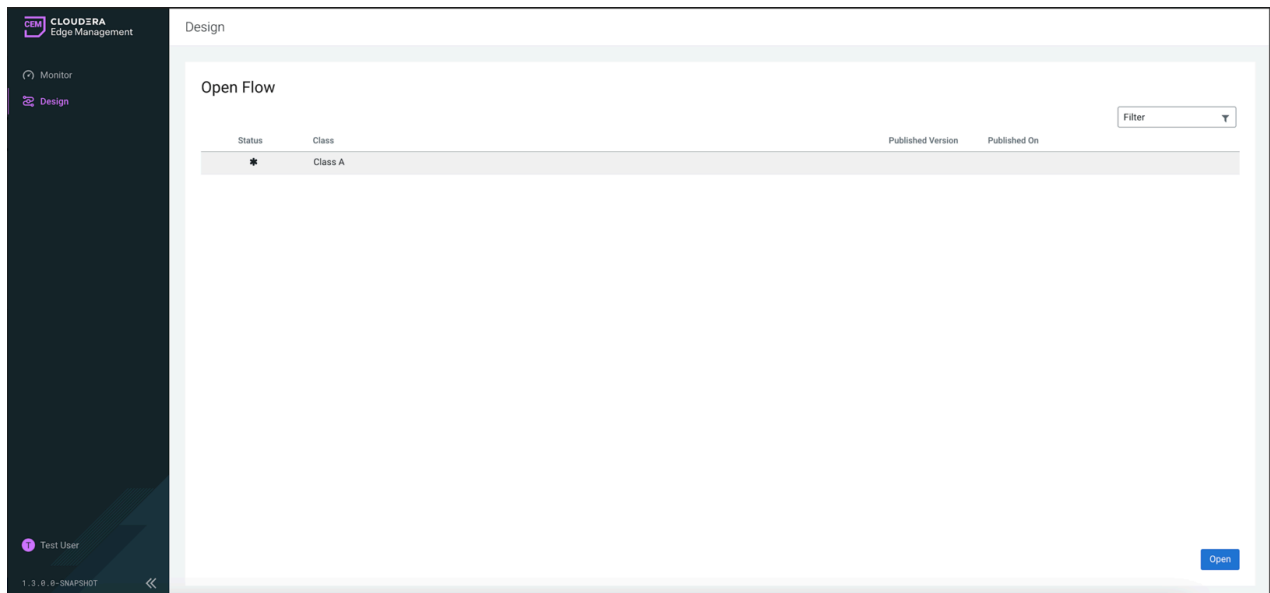 CEM CLOUDERA
Edge Management
Design
Monitor
Design
Open Flow
Filter
Status Class Published Version Published On
✱ Class A
T Test User
Open
1.3.0.0-SNAPSHOT